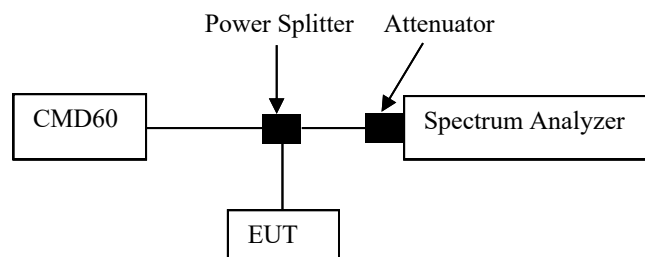 Power Splitter
Attenuator
CMD60
Spectrum Analyzer
EUT